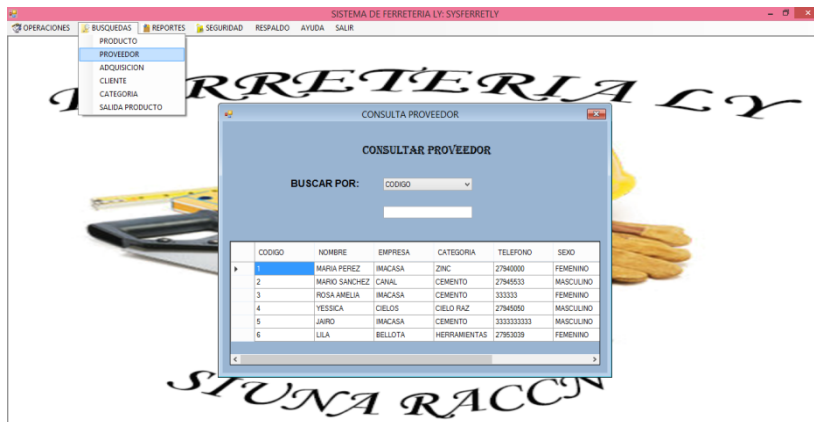 SISTEMA DE FERRETERIA LY: SYSFERRETLY
OPERACIONES BUSQUEDAS REPORTES SEGURIDAD RESPALDO AYUDA SALIR
PRODUCTO
PROVEEDOR
ADQUISICION
CLIENTE
CATEGORIA
SALIDA PRODUCTO
RRETERIA LY
CONSULTA PROVEEDOR
CONSULTAR PROVEEDOR
BUSCAR POR: CODIGO
CODIGO NOMBRE EMPRESA CATEGORIA TELEFONO SEXO
1 MARIA PEREZ IMACASA ZINC 27940000 FEMENINO
2 MARIO SANCHEZ CANAL CEMENTO 27945533 MASCULINO
3 ROSA AMELIA IMACASA CEMENTO 333333 FEMENINO
4 YESSICA CIELOS CIELO RAZ 27945050 MASCULINO
5 JAIRO IMACASA CEMENTO 3333333333 MASCULINO
6 LILA BELLOTA HERRAMIENTAS 27953039 FEMENINO
SIUNA RACCN